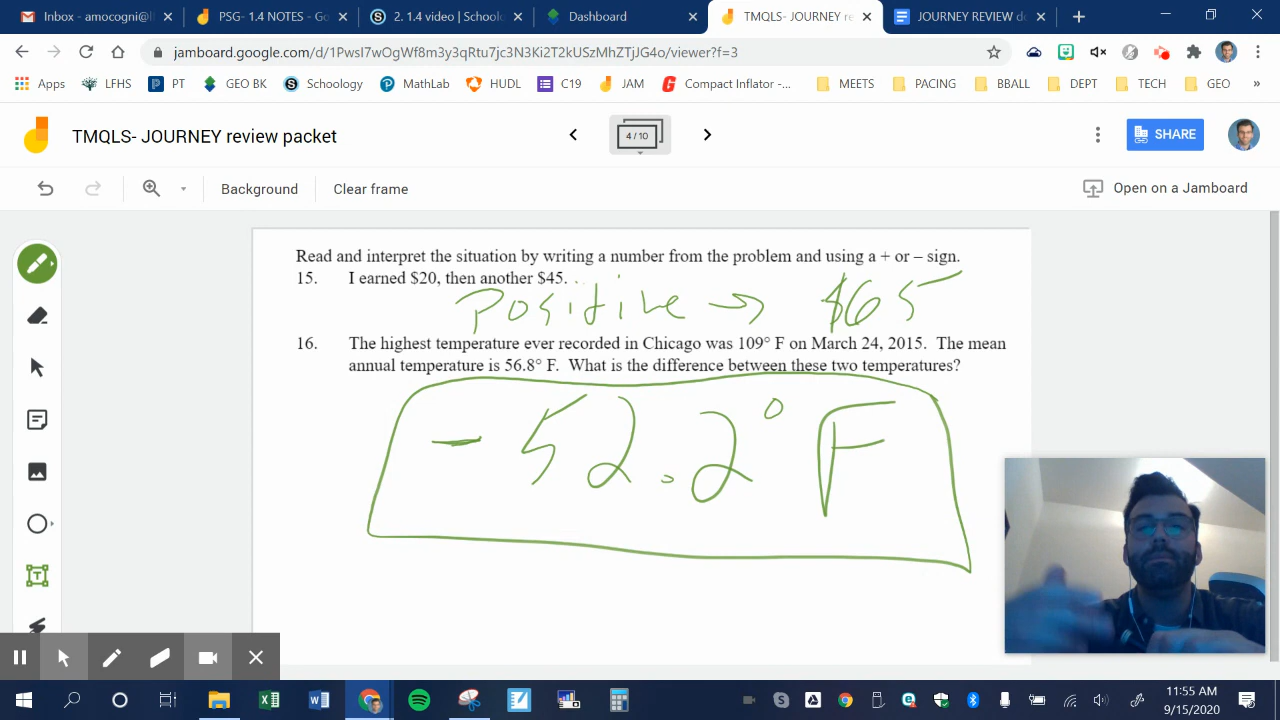 Inbox - amocogni@l
PSG- 1.4 NOTES - Go
2. 1.4 video | Schoolo
Dashboard
TMQLS- JOURNEY re
JOURNEY REVIEW do
jamboard.google.com/d/1PwsI7wOgWf8m3y3qRtu7jc3N3Ki2T2kUSzMhZTjJG4o/viewer?f=3
Apps LHFS PT GEO BK Schoology MathLab HUDL C19 JAM Compact Inflator -... MEETS PACING BBALL DEPT TECH GEO »
TMQLS- JOURNEY review packet
4 / 10
SHARE
Background Clear frame
Open on a Jamboard
Read and interpret the situation by writing a number from the problem and using a + or – sign.
15. I earned $20, then another $45.
Positive → $65
16. The highest temperature ever recorded in Chicago was 109° F on March 24, 2015. The mean
annual temperature is 56.8° F. What is the difference between these two temperatures?
- 52.2° F
11:55 AM
9/15/2020